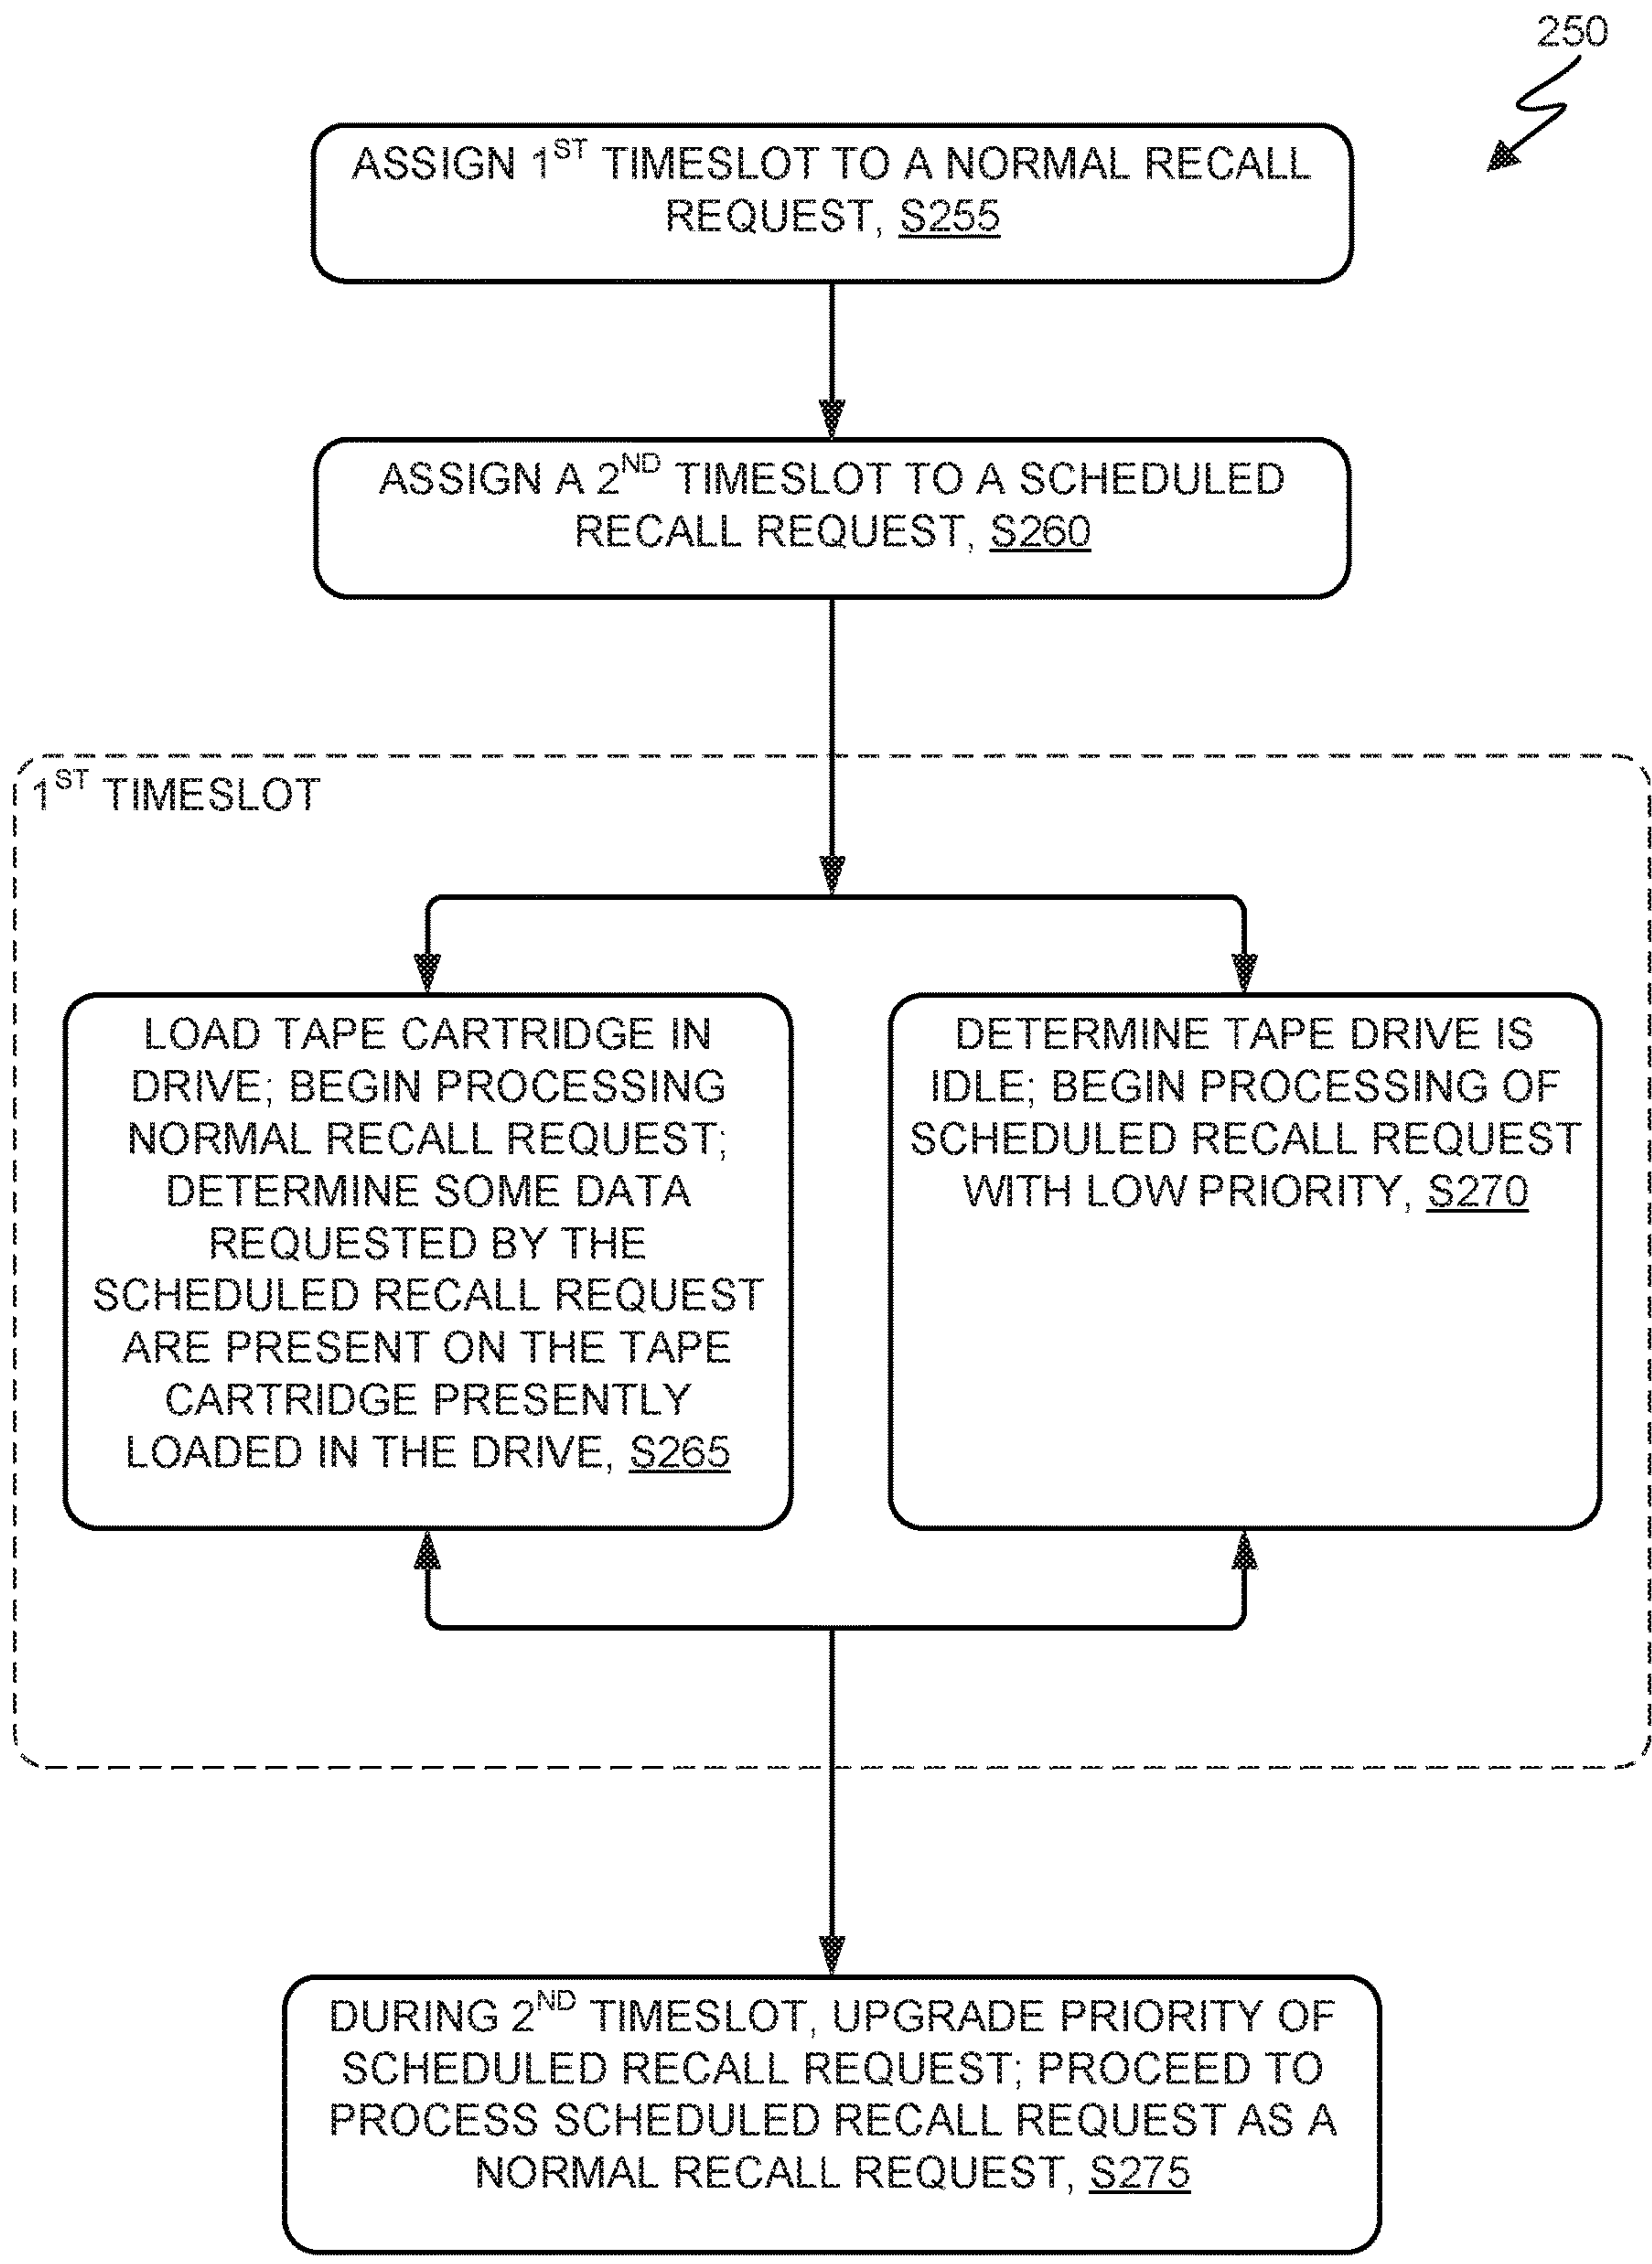 250
ASSIGN 1ST TIMESLOT TO A NORMAL RECALL
REQUEST, S255
ASSIGN A 2ND TIMESLOT TO A SCHEDULED
RECALL REQUEST, S260
1ST TIMESLOT
LOAD TAPE CARTRIDGE IN
DRIVE; BEGIN PROCESSING
NORMAL RECALL REQUEST;
DETERMINE SOME DATA
REQUESTED BY THE
SCHEDULED RECALL REQUEST
ARE PRESENT ON THE TAPE
CARTRIDGE PRESENTLY
LOADED IN THE DRIVE, S265
DETERMINE TAPE DRIVE IS
IDLE; BEGIN PROCESSING OF
SCHEDULED RECALL REQUEST
WITH LOW PRIORITY, S270
DURING 2ND TIMESLOT, UPGRADE PRIORITY OF
SCHEDULED RECALL REQUEST; PROCEED TO
PROCESS SCHEDULED RECALL REQUEST AS A
NORMAL RECALL REQUEST, S275